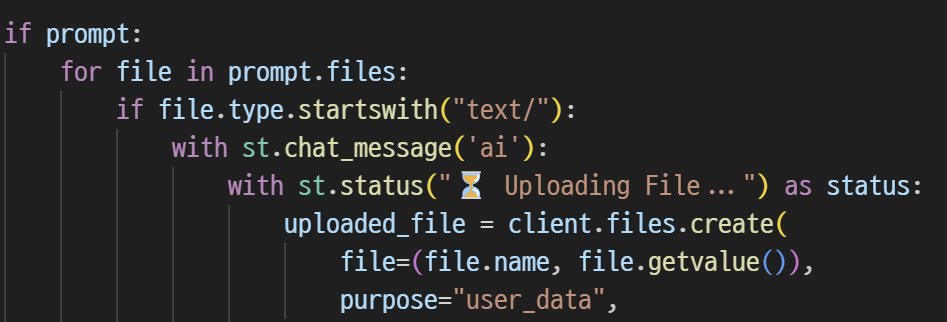 if prompt:
    for file in prompt.files:
        if file.type.startswith("text/"):
            with st.chat_message('ai'):
                with st.status("⏳ Uploading File...") as status:
                    uploaded_file = client.files.create(
                        file=(file.name, file.getvalue()),
                        purpose="user_data",